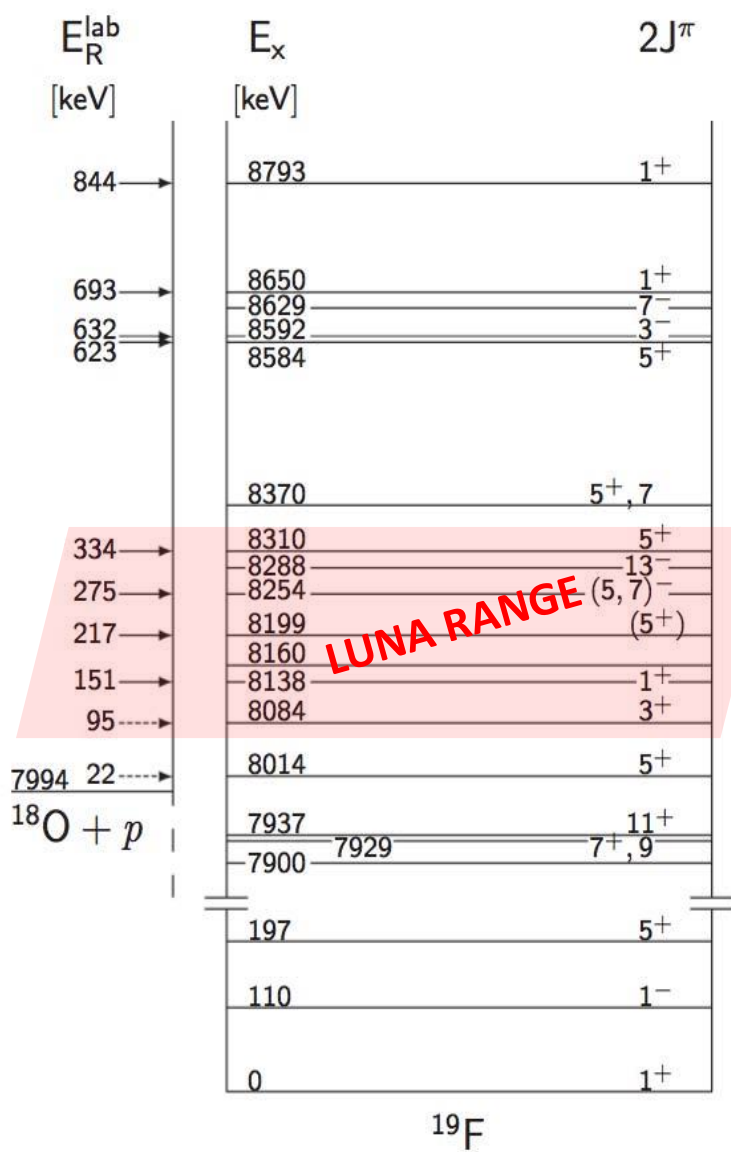 E_R^lab E_x 2J^π
[keV] [keV]
844 8793 1⁺
693 8650 1⁺
8629 7⁻
632 8592 3⁻
623 8584 5⁺
8370 5⁺, 7
334 8310 5⁺
8288 13⁻
275 8254 (5, 7)⁻
217 8199 (5⁺)
8160
LUNA RANGE
151 8138 1⁺
95 8084 3⁺
7994 22 8014 5⁺
¹⁸O + p
7937 11⁺
7929 7⁺, 9
7900
197 5⁺
110 1⁻
0 1⁺
¹⁹F